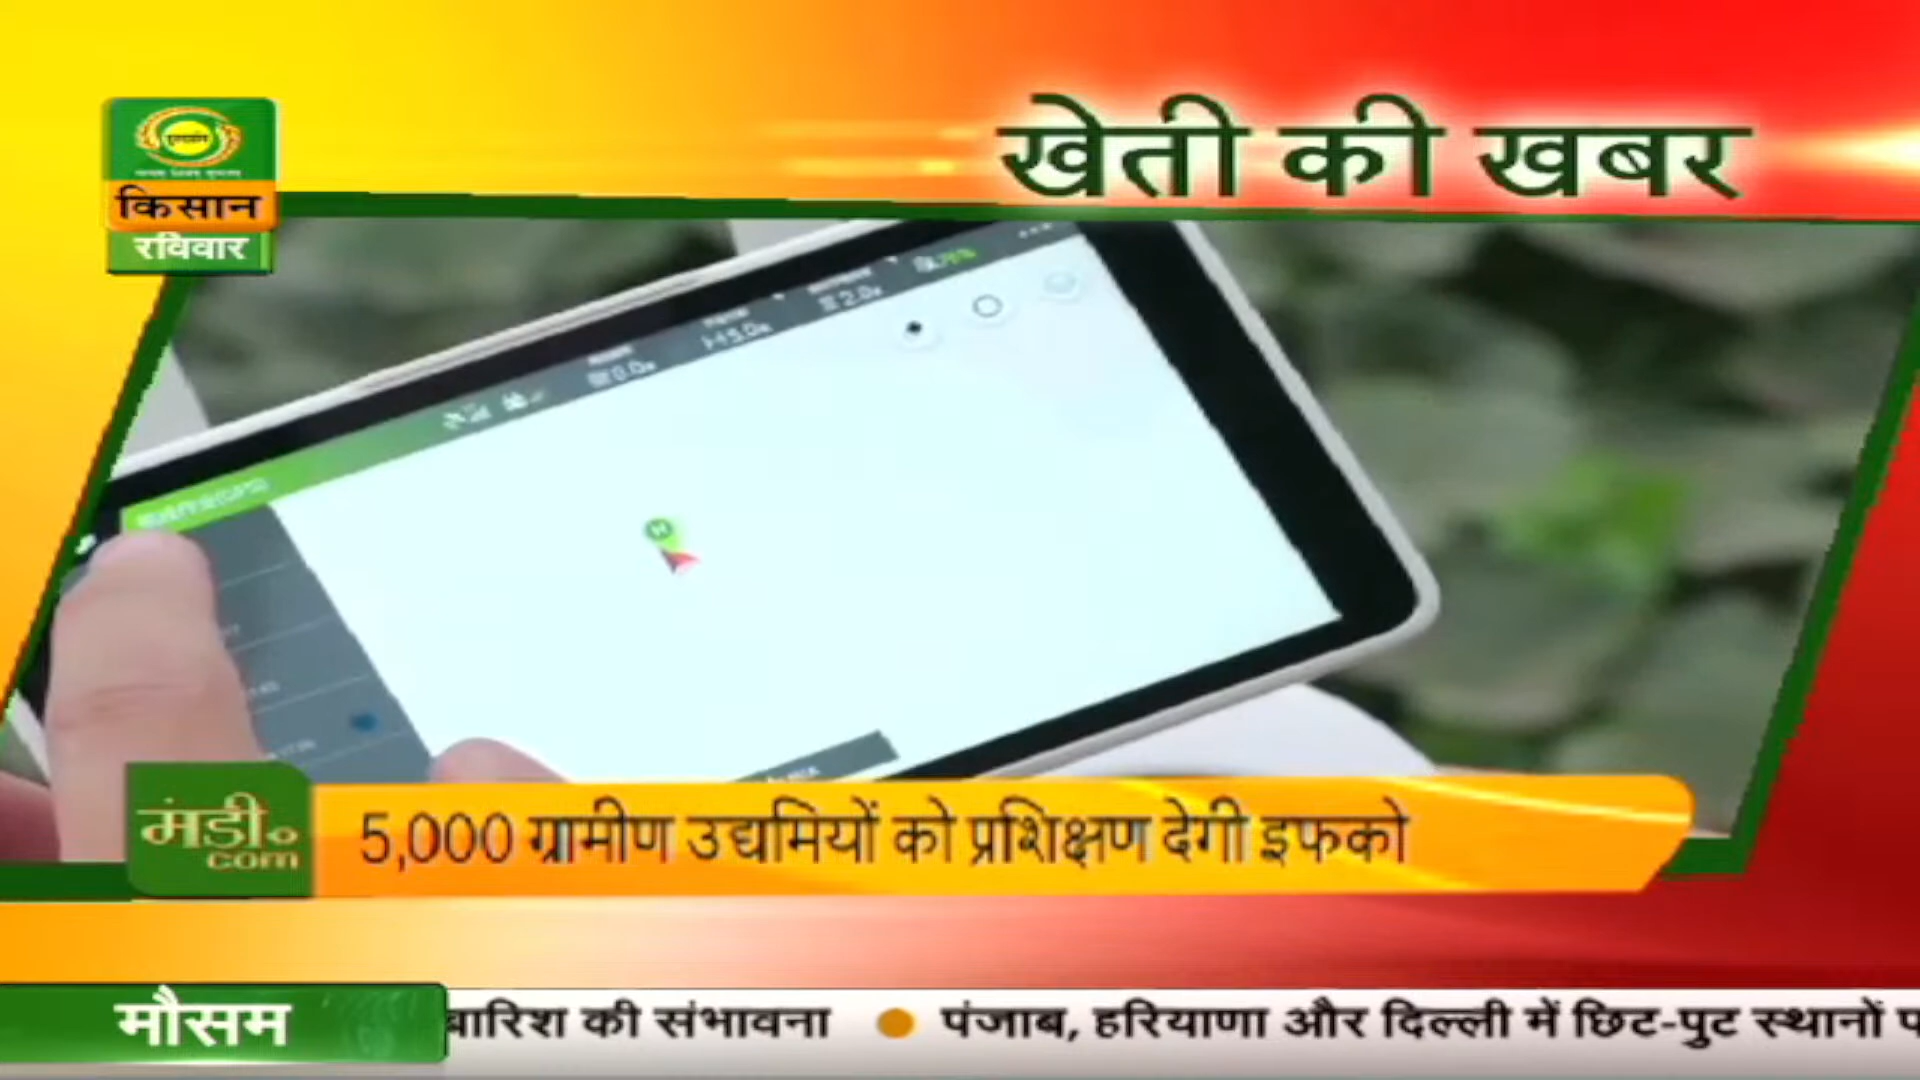 खेती की खबर
किसान
रविवार
मंडी.
com
5,000 ग्रामीण उद्यमियों को प्रशिक्षण देगी इफको
मौसम
बारिश की संभावना
पंजाब, हरियाणा और दिल्ली में छिट-पुट स्थानों